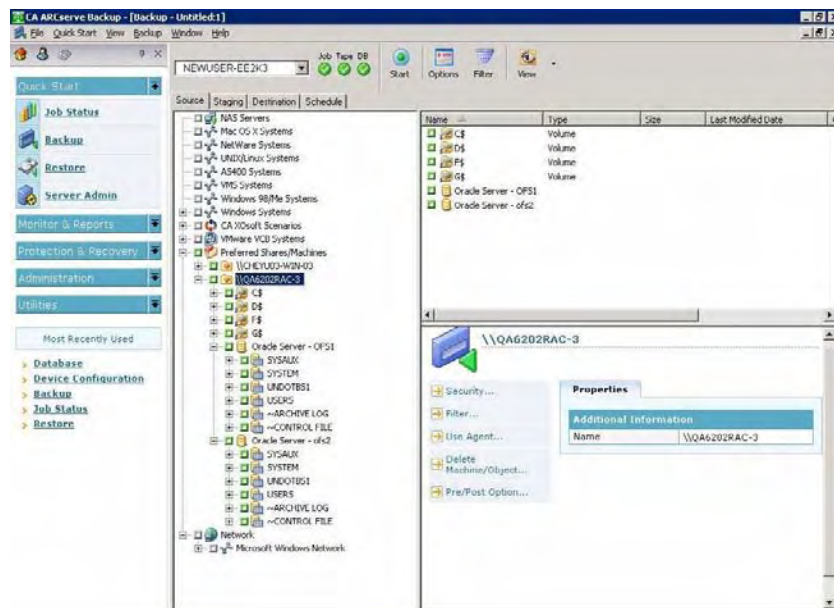 CA ARCserve Backup - [Backup - Untitled:1]
File Quick Start View Backup Window Help
Quick Start
Job Status
Backup
Restore
Server Admin
Monitor & Reports
Protection & Recovery
Administration
Utilities
Most Recently Used
Database
Device Configuration
Backup
Job Status
Restore
NEWUSER-EE2K3
Job Tape DB
Start
Options
Filter
View
Source Staging Destination Schedule
NAS Servers
Mac OS X Systems
NetWare Systems
UNIX/Linux Systems
AS400 Systems
VMS Systems
Windows 98/Me Systems
Windows Systems
CA XOsoft Scenarios
VMware VCB Systems
Preferred Shares/Machines
\\CHEYU03-WIN-03
\\QA6202RAC-3
C$
D$
F$
G$
Oracle Server - OFS1
SYSAUX
SYSTEM
UNDOTBS1
USERS
~ARCHIVE LOG
~CONTROL FILE
Oracle Server - ofs2
SYSAUX
SYSTEM
UNDOTBS1
USERS
~ARCHIVE LOG
~CONTROL FILE
Network
Microsoft Windows Network
Name Type Size Last Modified Date
C$ Volume
D$ Volume
F$ Volume
G$ Volume
Oracle Server - OFS1
Oracle Server - ofs2
\\QA6202RAC-3
Security...
Filter...
Use Agent...
Delete
Machine/Object...
Pre/Post Option...
Properties
Additional Information
Name \\QA6202RAC-3